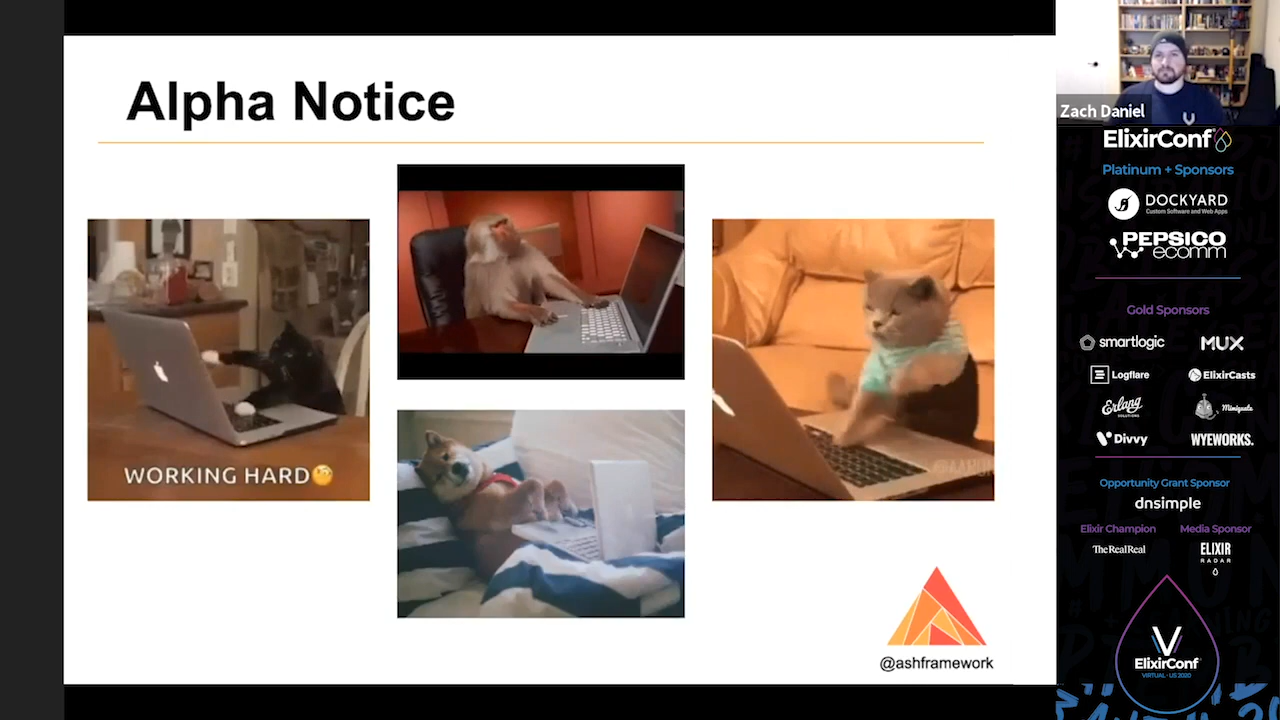 Alpha Notice
WORKING HARD🧐
@ashframework
Zach Daniel
ElixirConf
Platinum + Sponsors
DOCKYARD
Custom Software and Web Apps
PEPSICO
ecomm
Gold Sponsors
smartlogic
MUX
Logflare
ElixirCasts
Erlang
SOLUTIONS
Miniquate
Divvy
WYEWORKS.
Opportunity Grant Sponsor
dnsimple
Elixir Champion
Media Sponsor
TheRealReal
ELIXIR
RADAR
ElixirConf
VIRTUAL · US 2020